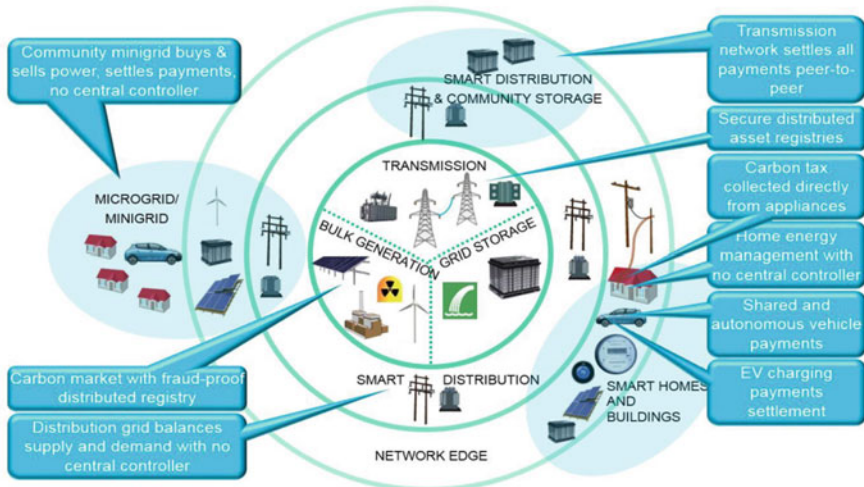 Community minigrid buys &
sells power, settles payments,
no central controller
SMART DISTRIBUTION
& COMMUNITY STORAGE
Transmission
network settles all
payments peer-to-
peer
Secure distributed
asset registries
TRANSMISSION
Carbon tax
collected directly
from appliances
MICROGRID/
MINIGRID
BULK GENERATION
GRID STORAGE
Home energy
management with
no central controller
Shared and
autonomous vehicle
payments
Carbon market with fraud-proof
distributed registry
SMART DISTRIBUTION
SMART HOMES
AND
BUILDINGS
EV charging
payments
settlement
Distribution grid balances
supply and demand with no
central controller
NETWORK EDGE